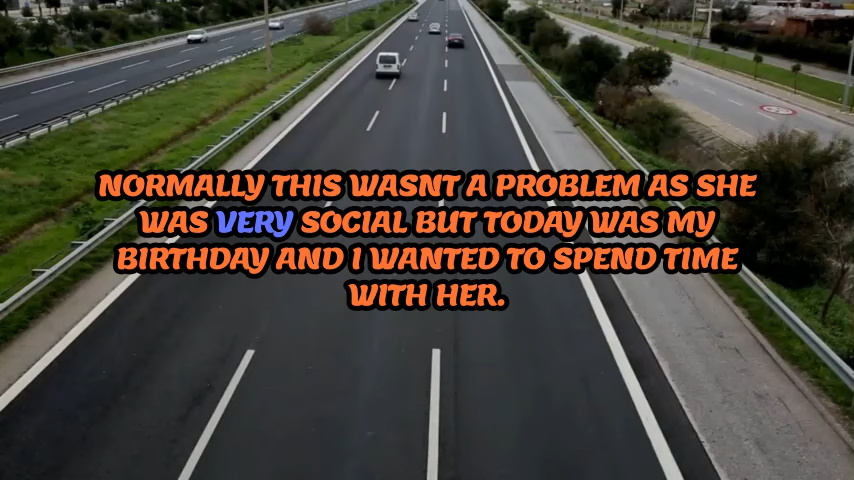 NORMALLY THIS WASNT A PROBLEM AS SHE
WAS VERY SOCIAL BUT TODAY WAS MY
BIRTHDAY AND I WANTED TO SPEND TIME
WITH HER.